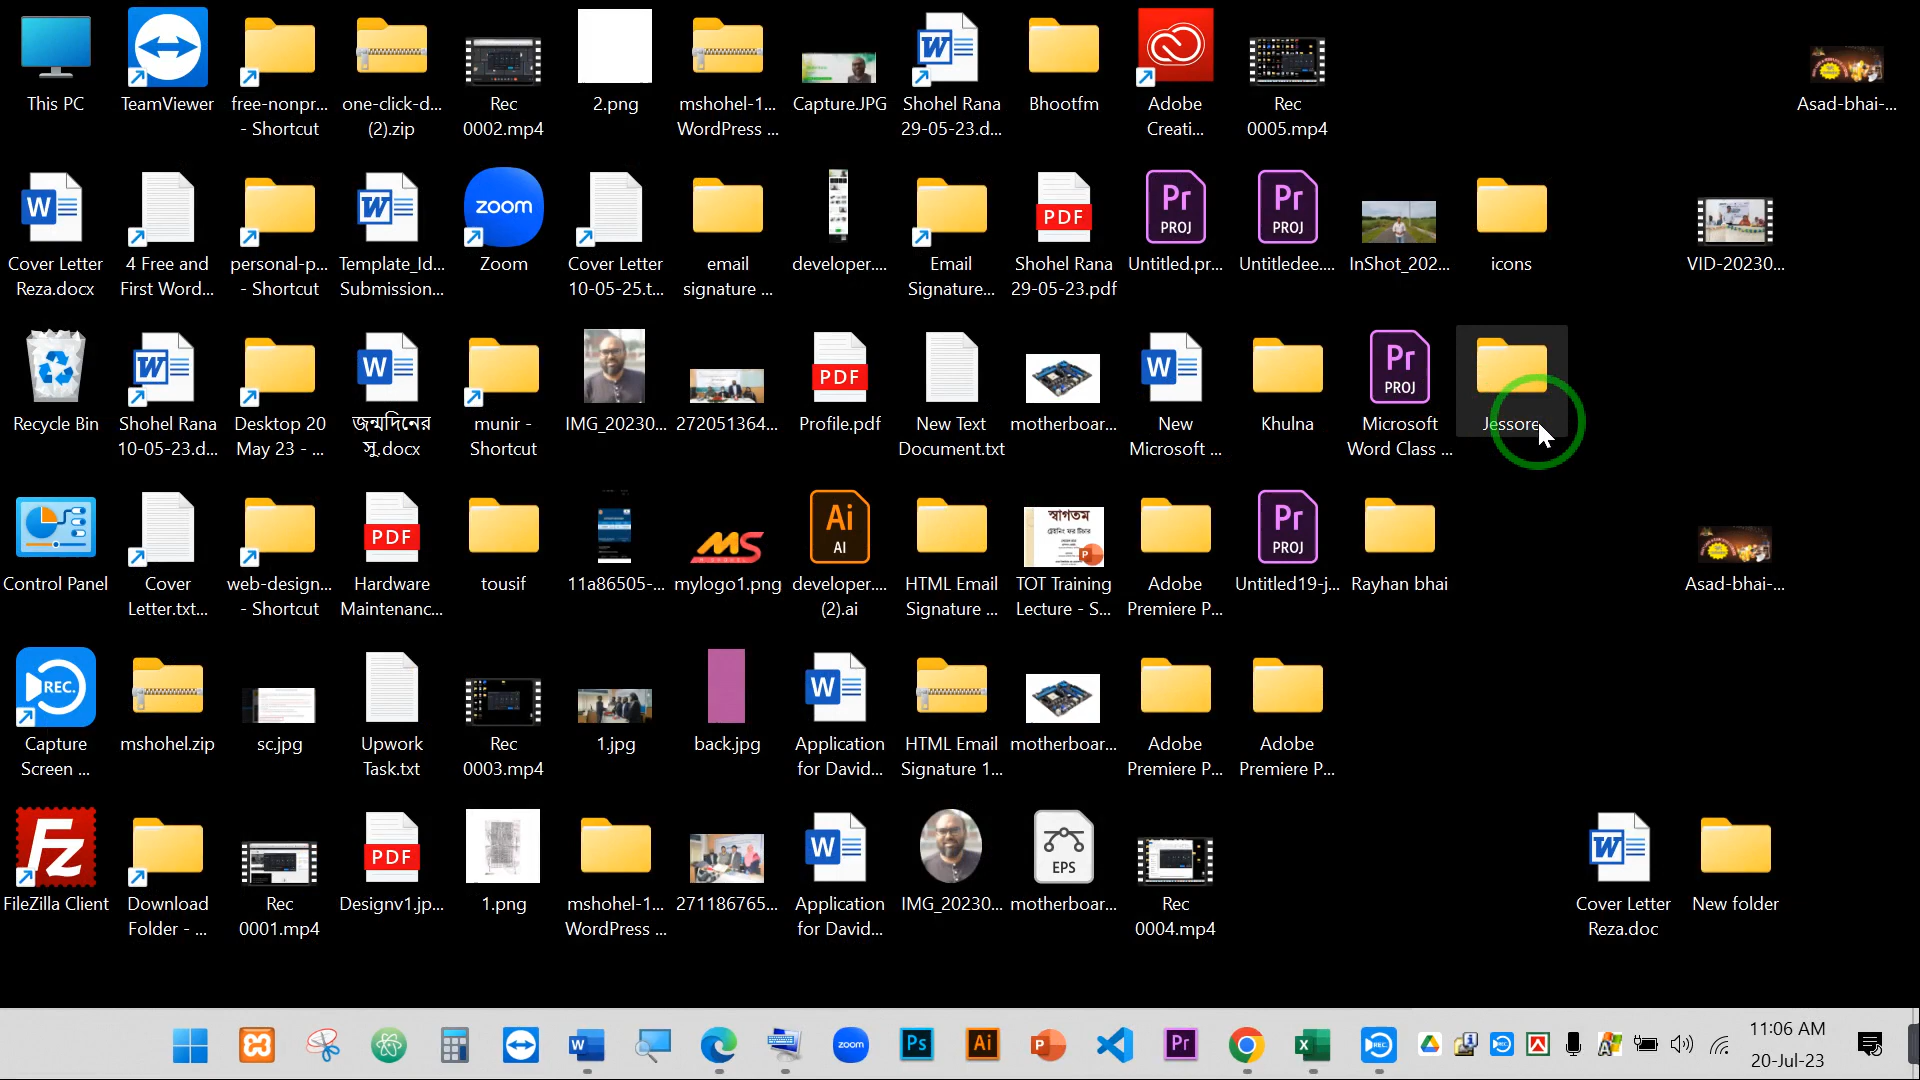 This PC
TeamViewer
free-nonpr...
- Shortcut
one-click-d...
(2).zip
Rec
0002.mp4
2.png
mshohel-1...
WordPress ...
Capture.JPG
Shohel Rana
29-05-23.d...
Bhootfm
Adobe
Creati...
Rec
0005.mp4
Asad-bhai-...
Cover Letter
Reza.docx
4 Free and
First Word...
personal-p...
- Shortcut
Template_Id...
Submission...
zoom
Zoom
Cover Letter
10-05-25.t...
email
signature ...
developer....
Email
Signature...
PDF
Shohel Rana
29-05-23.pdf
Pr
PROJ
Untitled.pr...
Pr
PROJ
Untitledee....
InShot_202...
icons
VID-20230...
Recycle Bin
Shohel Rana
10-05-23.d...
Desktop 20
May 23 - ...
জন্মদিনের
সু.docx
munir -
Shortcut
IMG_20230...
272051364...
PDF
Profile.pdf
New Text
Document.txt
motherboar...
New
Microsoft ...
Khulna
Pr
PROJ
Microsoft
Word Class ...
Jessore
Control Panel
Cover
Letter.txt...
web-design...
- Shortcut
PDF
Hardware
Maintenanc...
tousif
11a86505-...
MS
mylogo1.png
Ai
AI
developer....
(2).ai
HTML Email
Signature ...
স্বাগতম
TOT Training
Lecture - S...
Adobe
Premiere P...
Pr
PROJ
Untitled19-j...
Rayhan bhai
Asad-bhai-...
REC.
Capture
Screen ...
mshohel.zip
sc.jpg
Upwork
Task.txt
Rec
0003.mp4
1.jpg
back.jpg
Application
for David...
HTML Email
Signature 1...
motherboar...
Adobe
Premiere P...
Adobe
Premiere P...
Fz
FileZilla Client
Download
Folder - ...
Rec
0001.mp4
PDF
Designv1.jp...
1.png
mshohel-1...
WordPress ...
271186765...
Application
for David...
IMG_20230...
EPS
motherboar...
Rec
0004.mp4
Cover Letter
Reza.doc
New folder
zoom
Ps
Ai
Pr
REC
11:06 AM
20-Jul-23